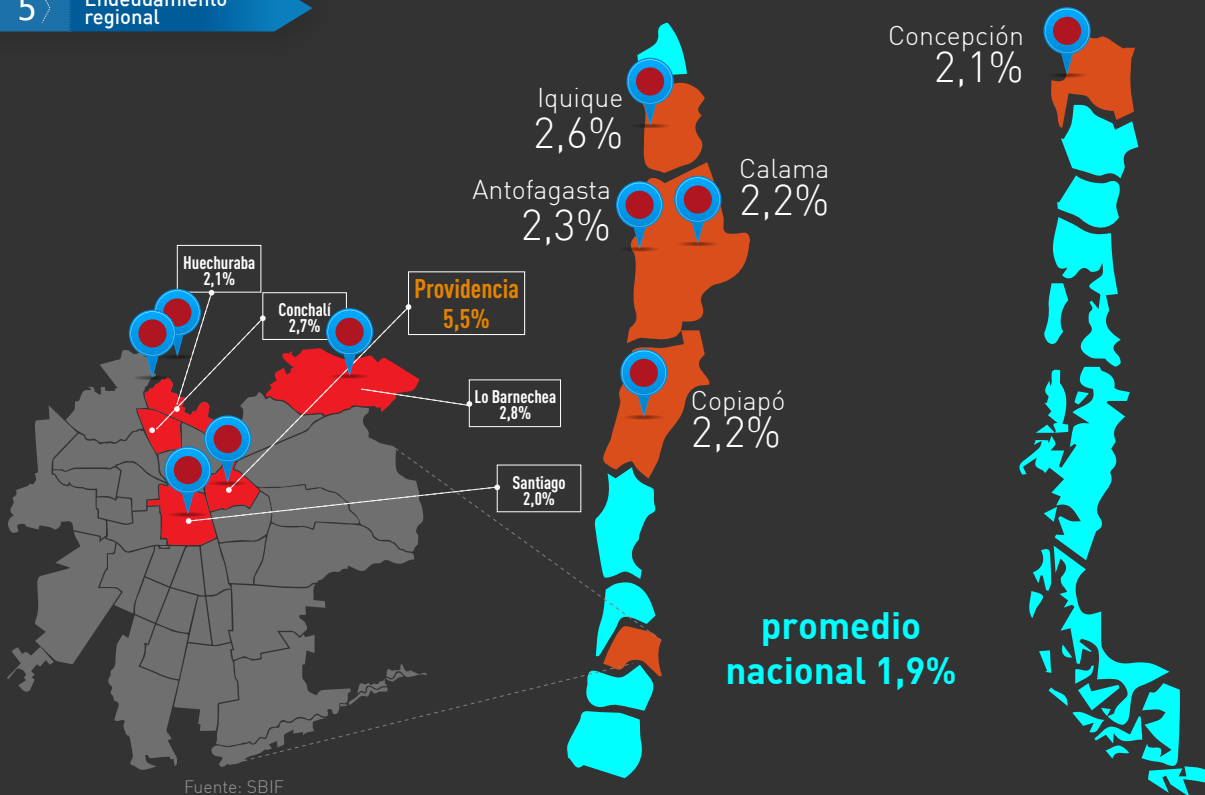 5
Endeudamiento
regional
Huechuraba
2,1%
Conchalí
2,7%
Providencia
5,5%
Lo Barnechea
2,8%
Santiago
2,0%
Fuente: SBIF
Iquique
2,6%
Antofagasta
2,3%
Calama
2,2%
Copiapó
2,2%
promedio
nacional 1,9%
Concepción
2,1%